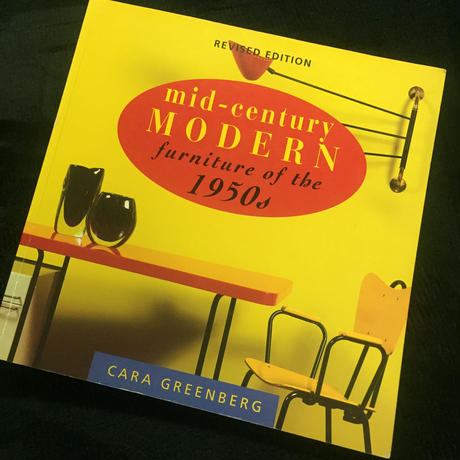 REVISED EDITION
mid-century
MODERN
furniture of the
1950s
CARA GREENBERG